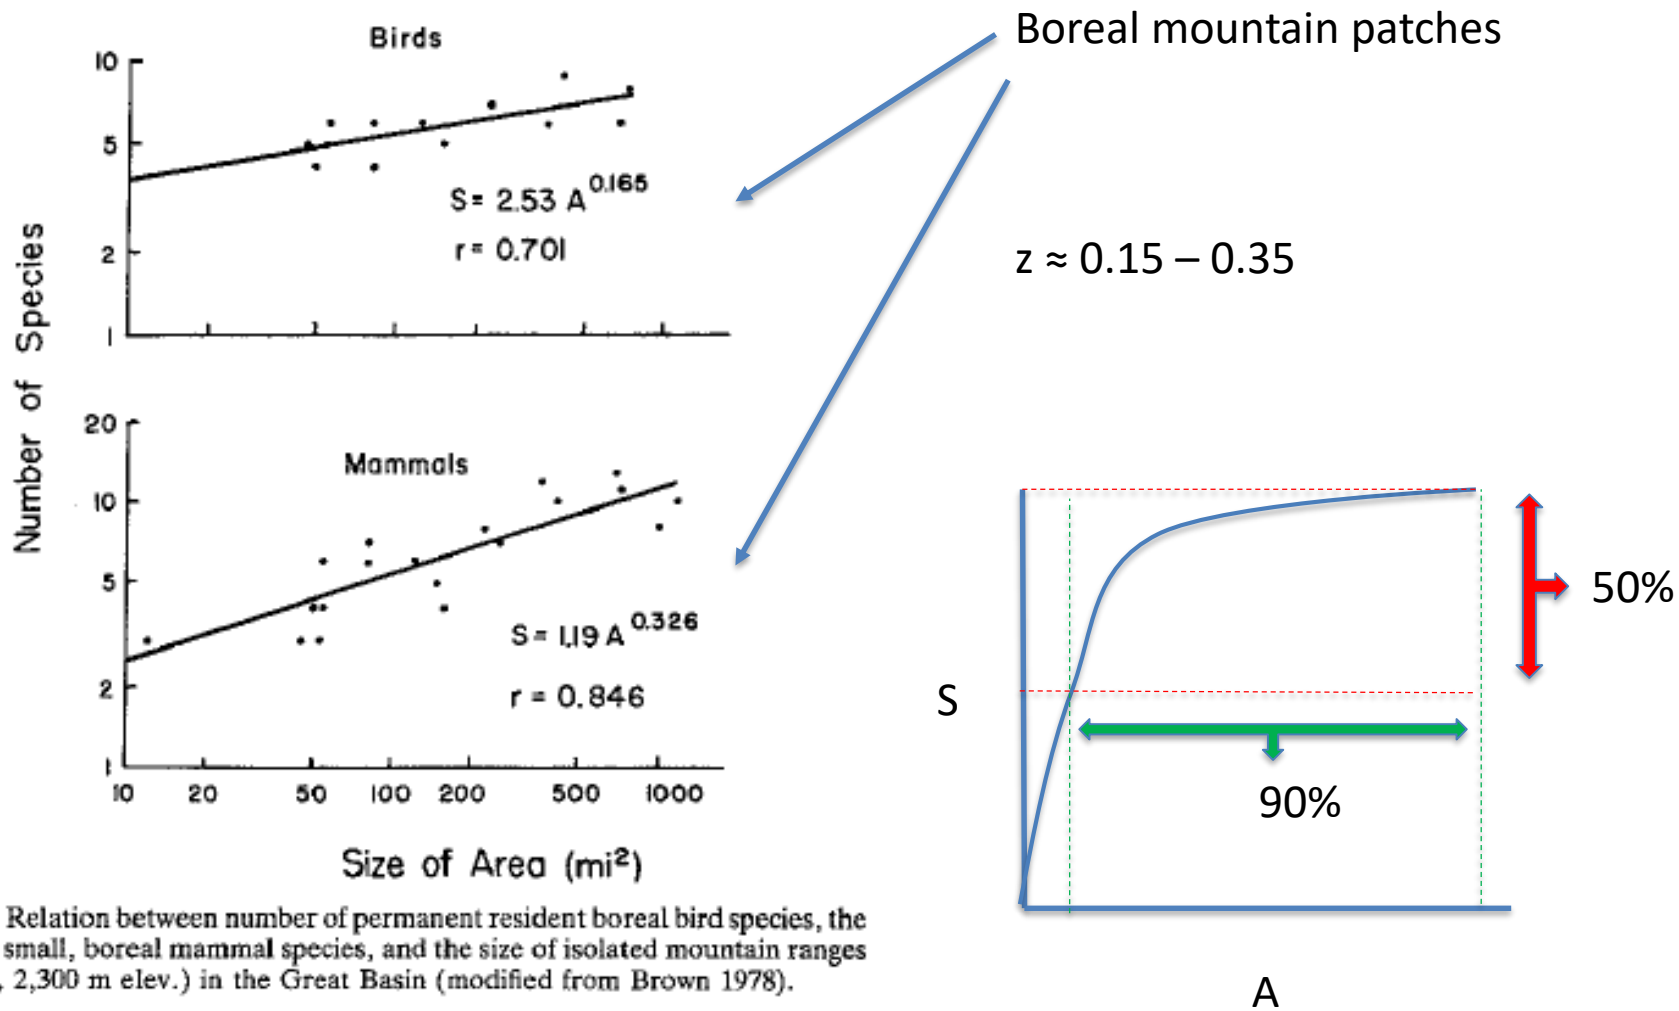 Birds
10
5
2
1
S = 2.53 A^0.165
r = 0.701
Number of Species
20
10
5
2
1
Mammals
S = 1.19 A^0.326
r = 0.846
10 20 50 100 200 500 1000
Size of Area (mi²)
Relation between number of permanent resident boreal bird species, the
small, boreal mammal species, and the size of isolated mountain ranges
, 2,300 m elev.) in the Great Basin (modified from Brown 1978).
Boreal mountain patches
z ≈ 0.15 – 0.35
50%
S
90%
A